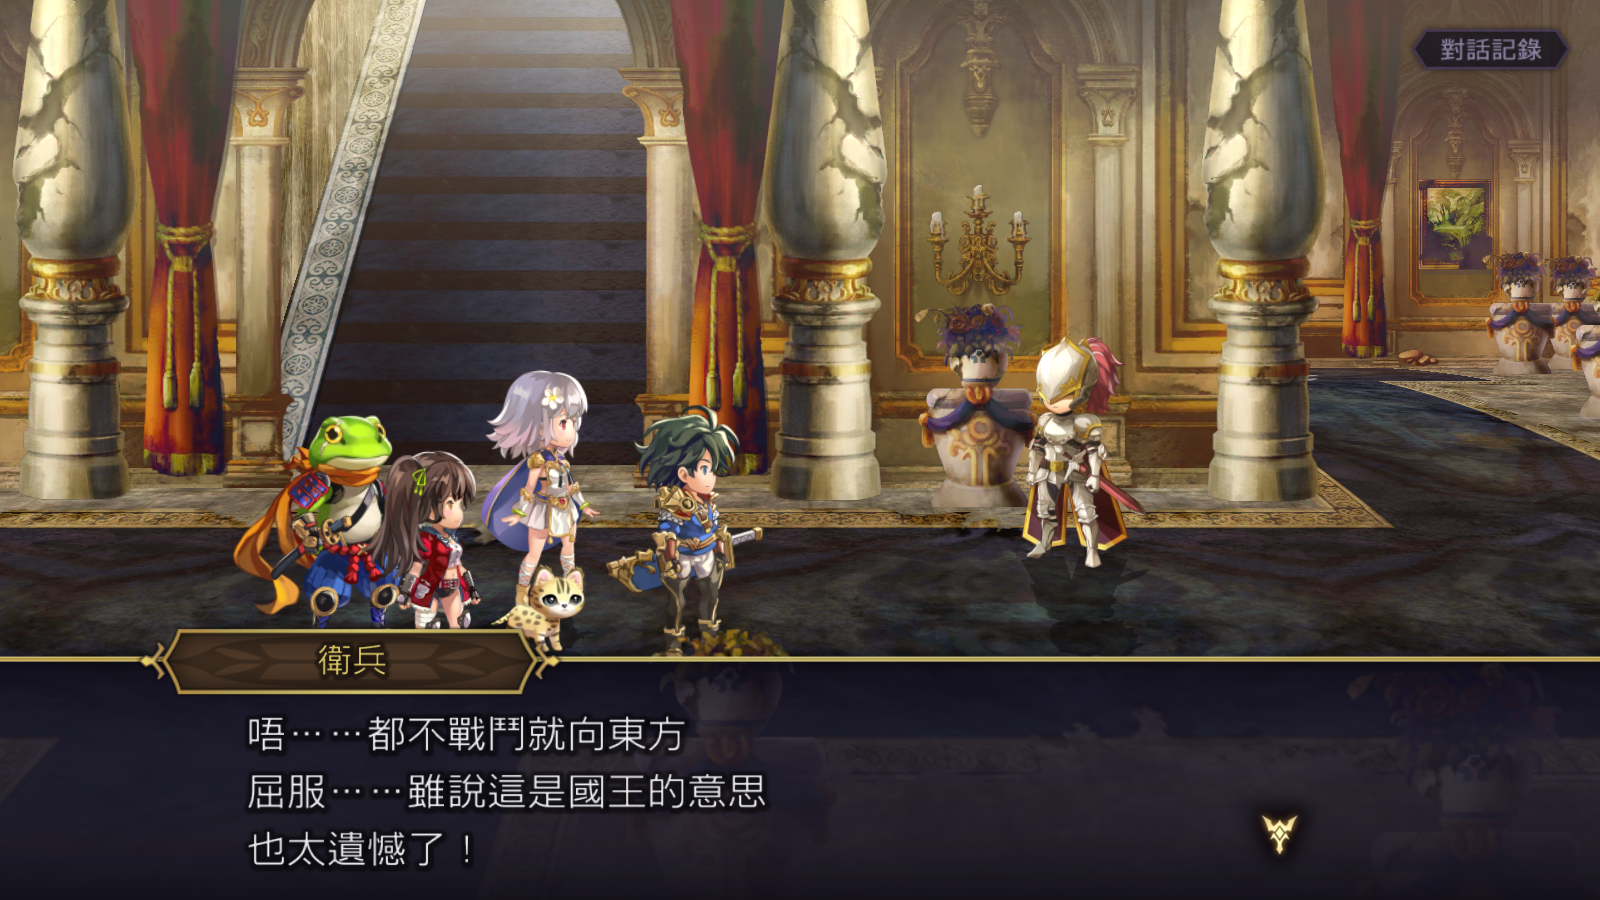 對話記錄
衛兵
唔⋯⋯都不戰鬥就向東方
屈服⋯⋯雖說這是國王的意思
也太遺憾了！